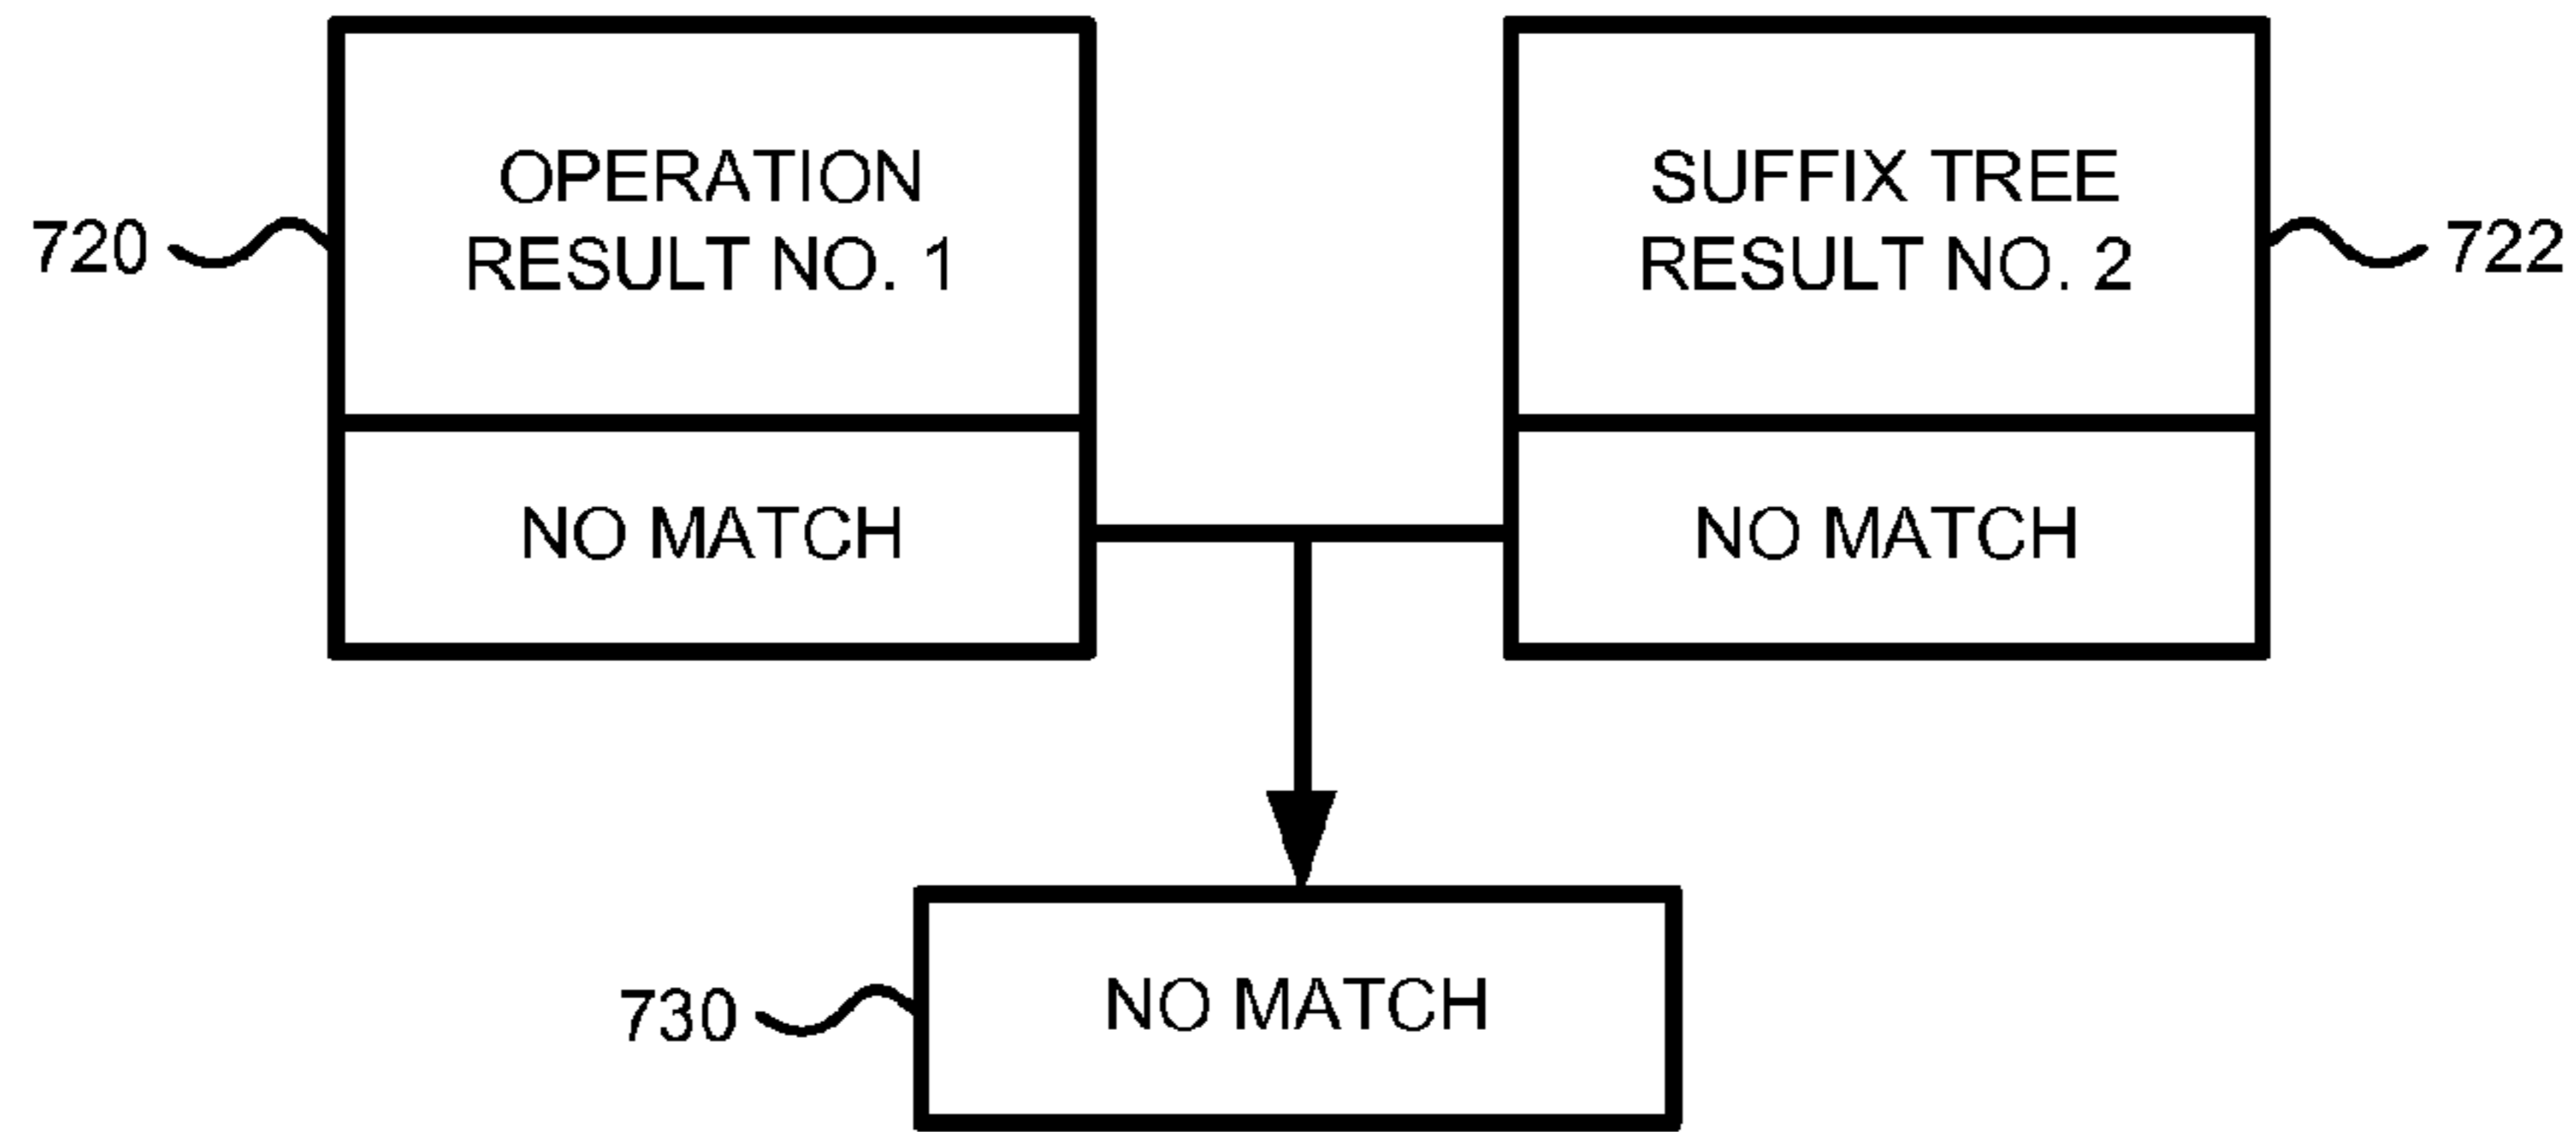 OPERATION
RESULT NO. 1
SUFFIX TREE
RESULT NO. 2
720
722
NO MATCH
NO MATCH
730
NO MATCH